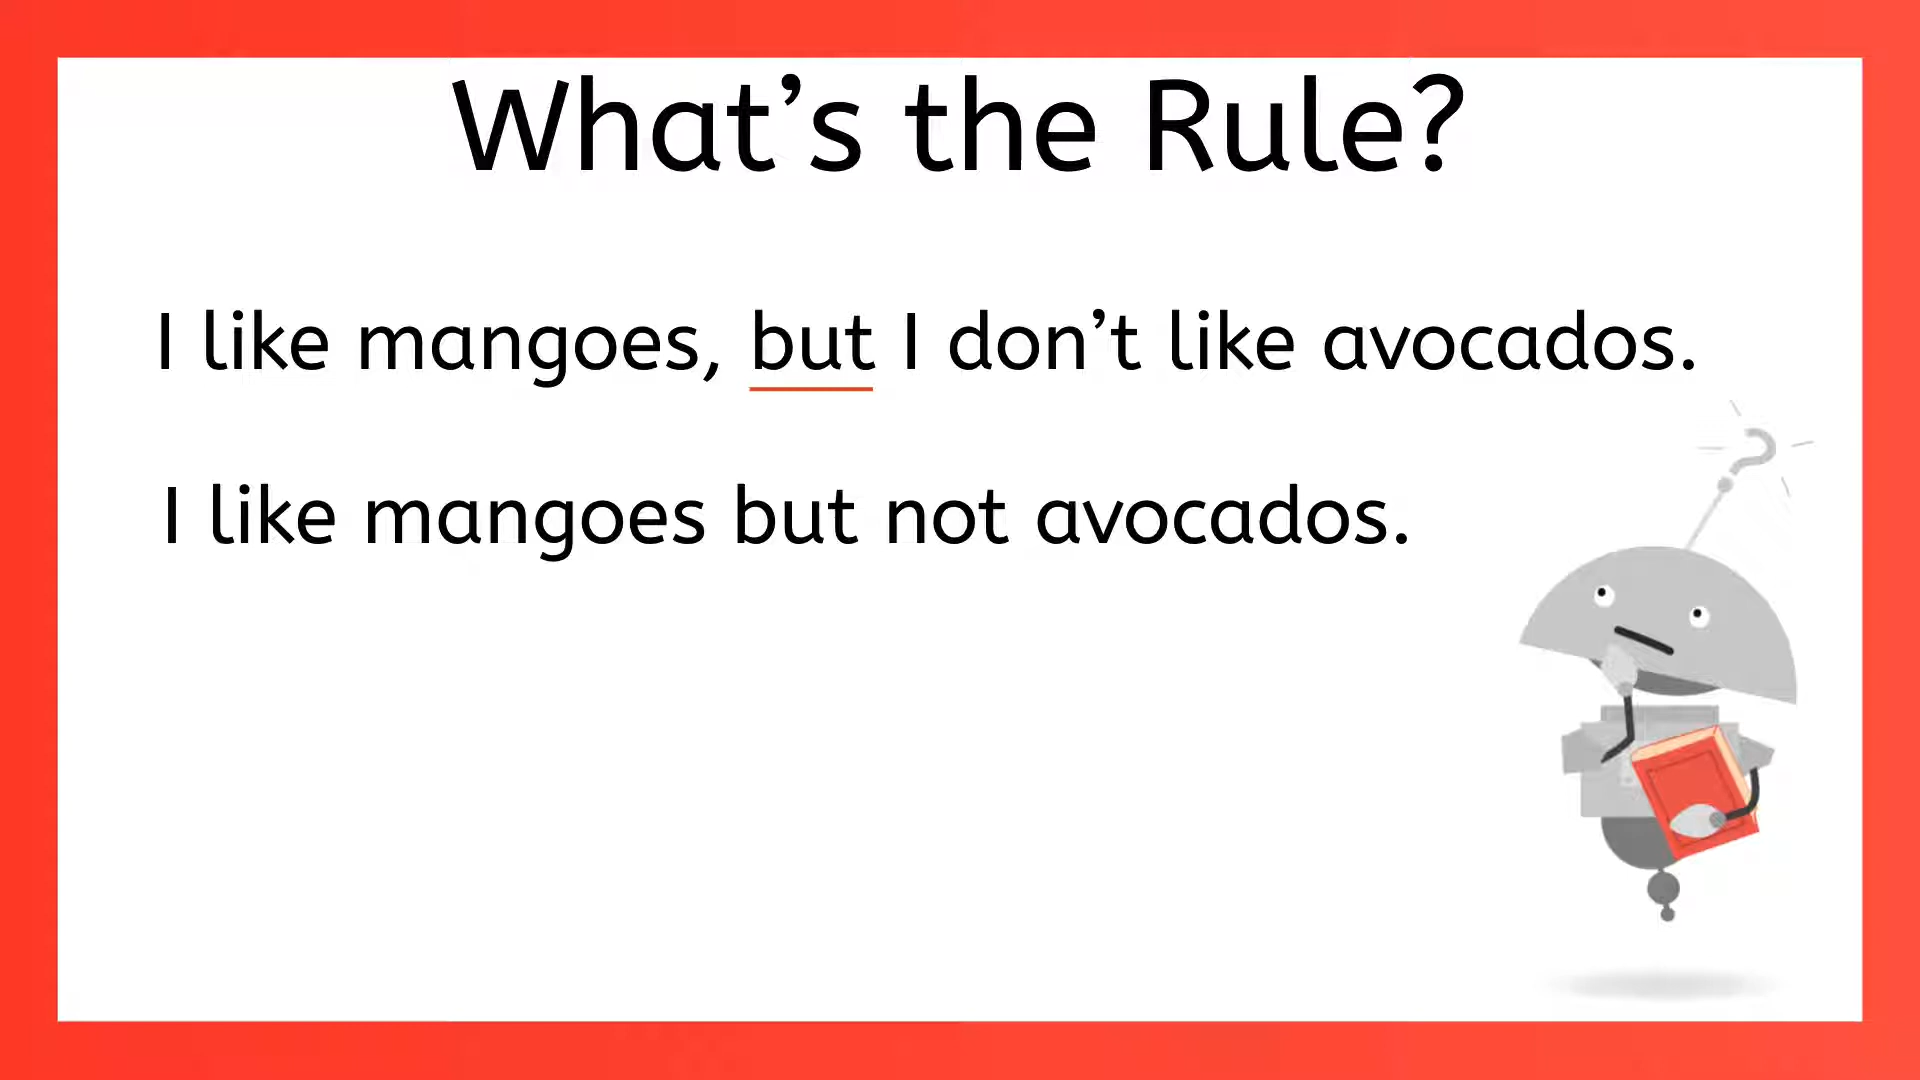 What’s the Rule?
I like mangoes, but I don’t like avocados.
I like mangoes but not avocados.